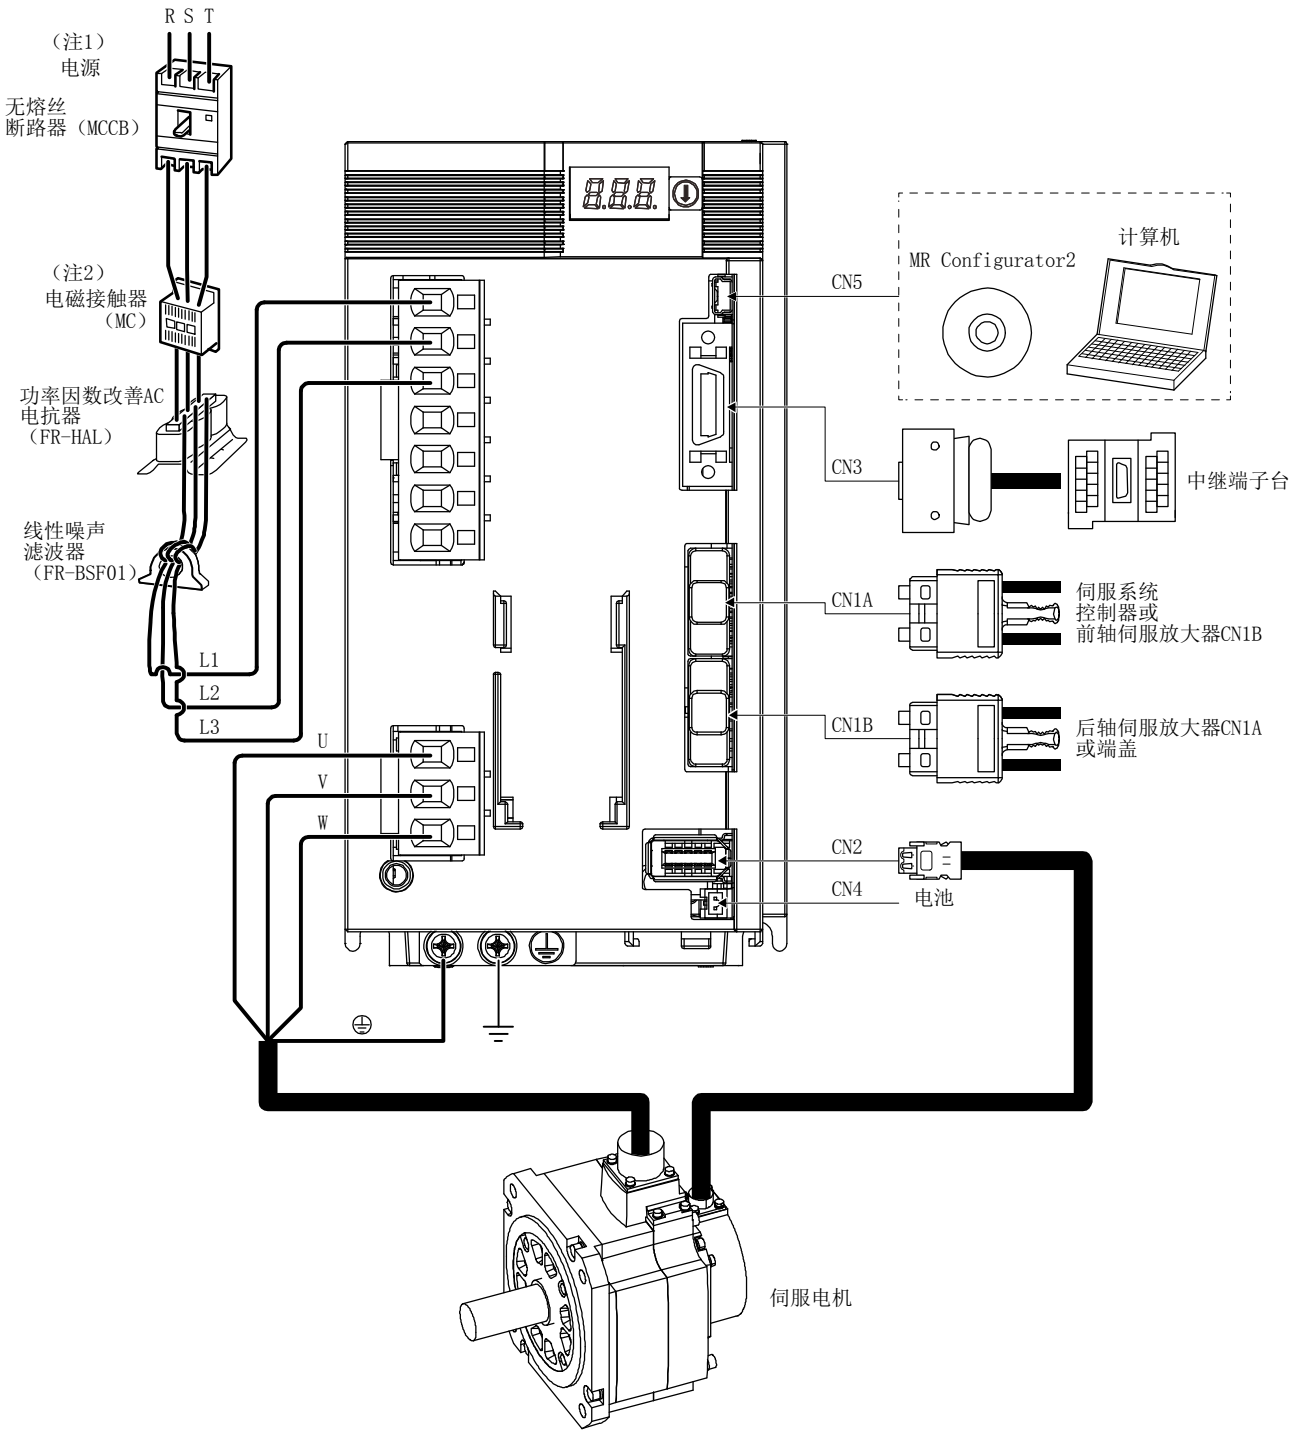 R S T
（注1）
电源
无熔丝
断路器（MCCB）
（注2）
电磁接触器
（MC）
功率因数改善AC
电抗器
（FR-HAL）
线性噪声
滤波器
（FR-BSF01）
L1
L2
L3
U
V
W
CN5
MR Configurator2
计算机
CN3
中继端子台
CN1A
伺服系统
控制器或
前轴伺服放大器CN1B
CN1B
后轴伺服放大器CN1A
或端盖
CN2
CN4
电池
伺服电机